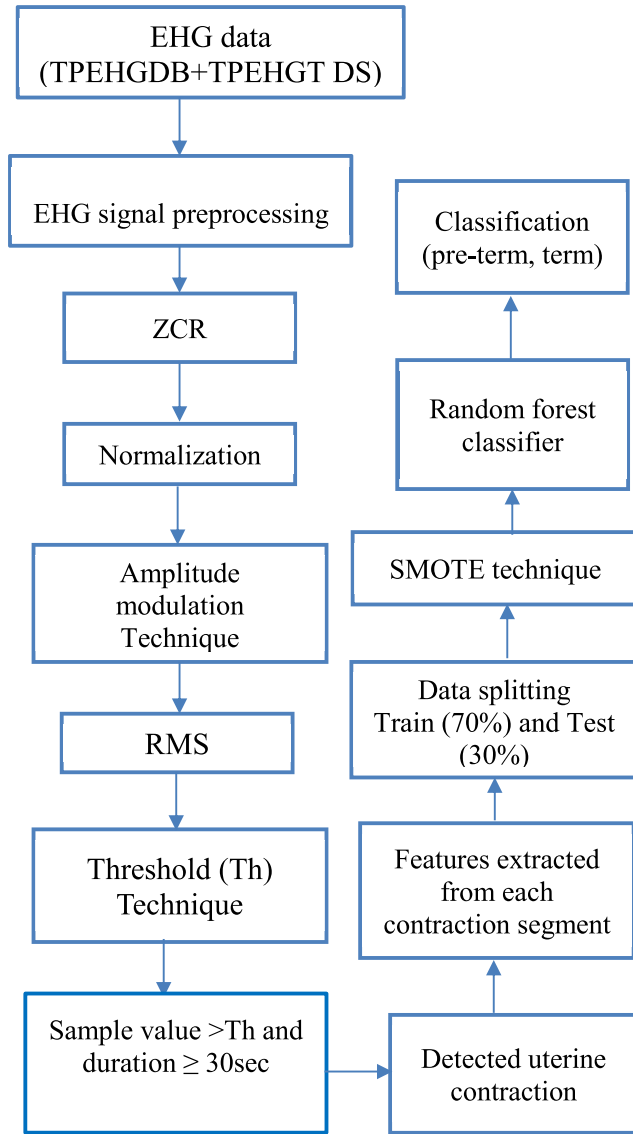 EHG data
(TPEHGDB+TPEHGT DS)
EHG signal preprocessing
ZCR
Normalization
Amplitude
modulation
Technique
RMS
Threshold (Th)
Technique
Sample value >Th and
duration ≥ 30sec
Detected uterine
contraction
Features extracted
from each
contraction segment
Data splitting
Train (70%) and Test
(30%)
SMOTE technique
Random forest
classifier
Classification
(pre-term, term)